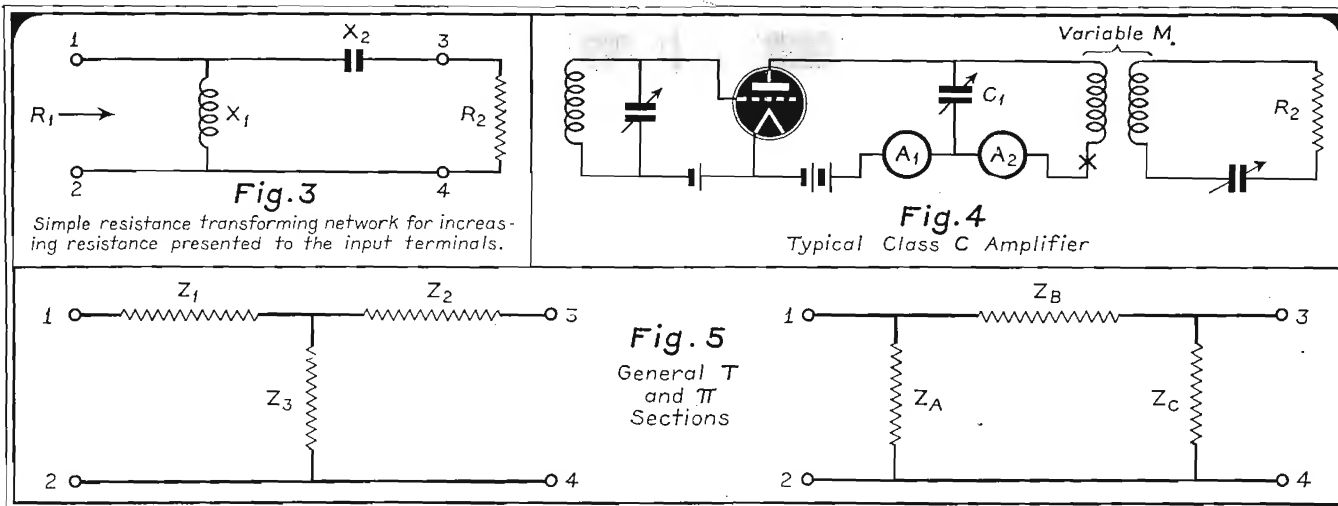 1
X2
3
R1
X1
R2
2
4
Fig.3
Simple resistance transforming network for increas-
ing resistance presented to the input terminals.
Variable M.
C1
R2
A1
A2
Fig.4
Typical Class C Amplifier
1
Z1
Z2
3
Z3
2
4
Fig. 5
General T
and π
Sections
1
ZB
3
ZA
ZC
2
4